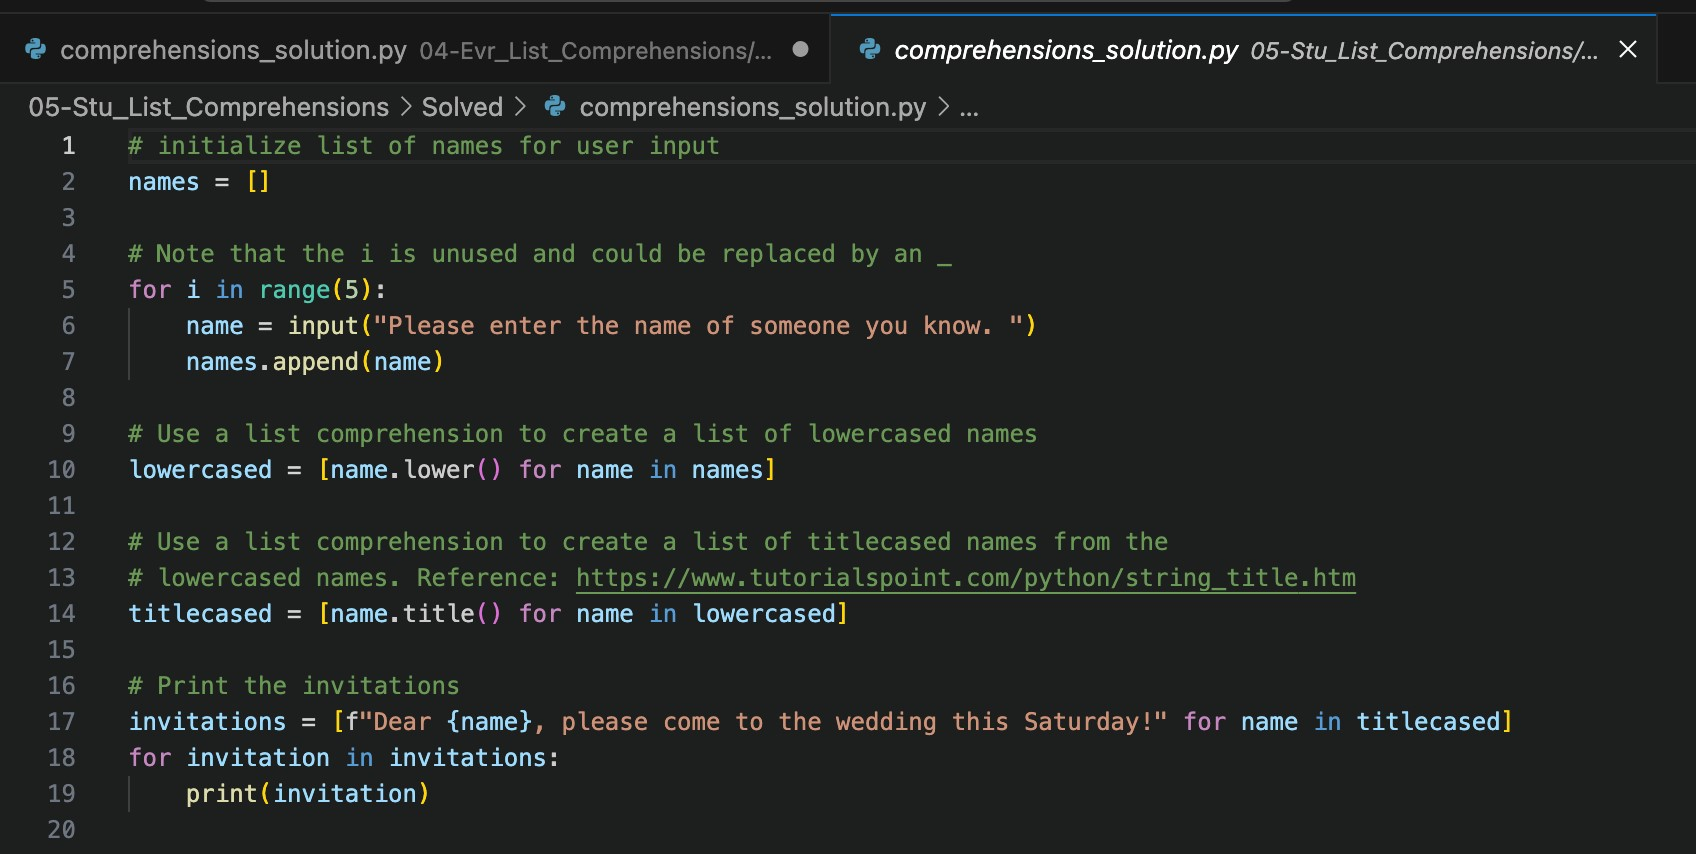 comprehensions_solution.py 04-Evr_List_Comprehensions/... comprehensions_solution.py 05-Stu_List_Comprehensions/...
05-Stu_List_Comprehensions > Solved > comprehensions_solution.py > ...
1 # initialize list of names for user input
2 names = []
3
4 # Note that the i is unused and could be replaced by an _
5 for i in range(5):
6     name = input("Please enter the name of someone you know. ")
7     names.append(name)
8
9 # Use a list comprehension to create a list of lowercased names
10 lowercased = [name.lower() for name in names]
11
12 # Use a list comprehension to create a list of titlecased names from the
13 # lowercased names. Reference: https://www.tutorialspoint.com/python/string_title.htm
14 titlecased = [name.title() for name in lowercased]
15
16 # Print the invitations
17 invitations = [f"Dear {name}, please come to the wedding this Saturday!" for name in titlecased]
18 for invitation in invitations:
19     print(invitation)
20